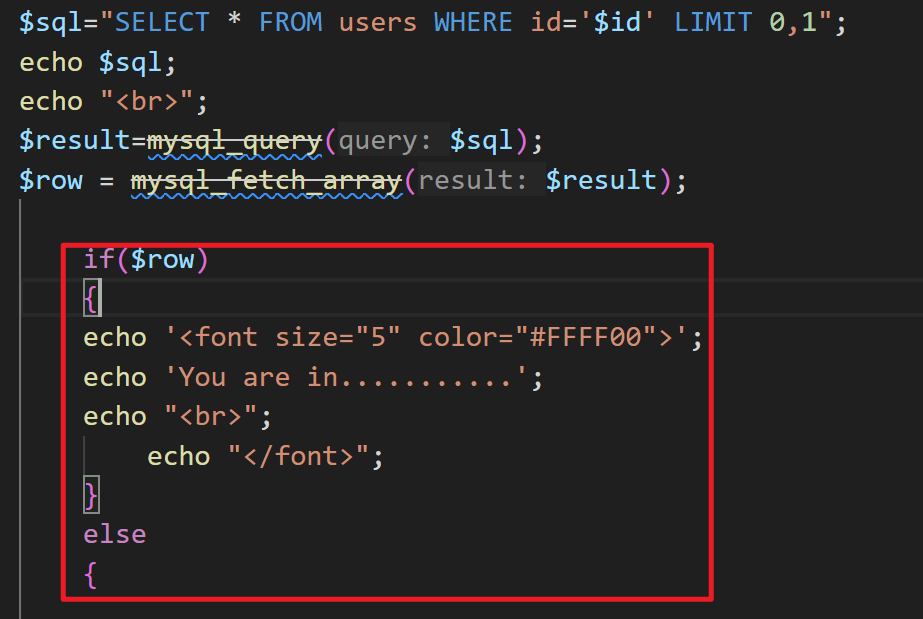 $sql="SELECT * FROM users WHERE id='$id' LIMIT 0,1";
echo $sql;
echo "<br>";
$result=mysql_query(query: $sql);
$row = mysql_fetch_array(result: $result);
if($row)
{
echo '<font size="5" color="#FFFF00">';
echo 'You are in...........';
echo "<br>";
echo "</font>";
}
else
{